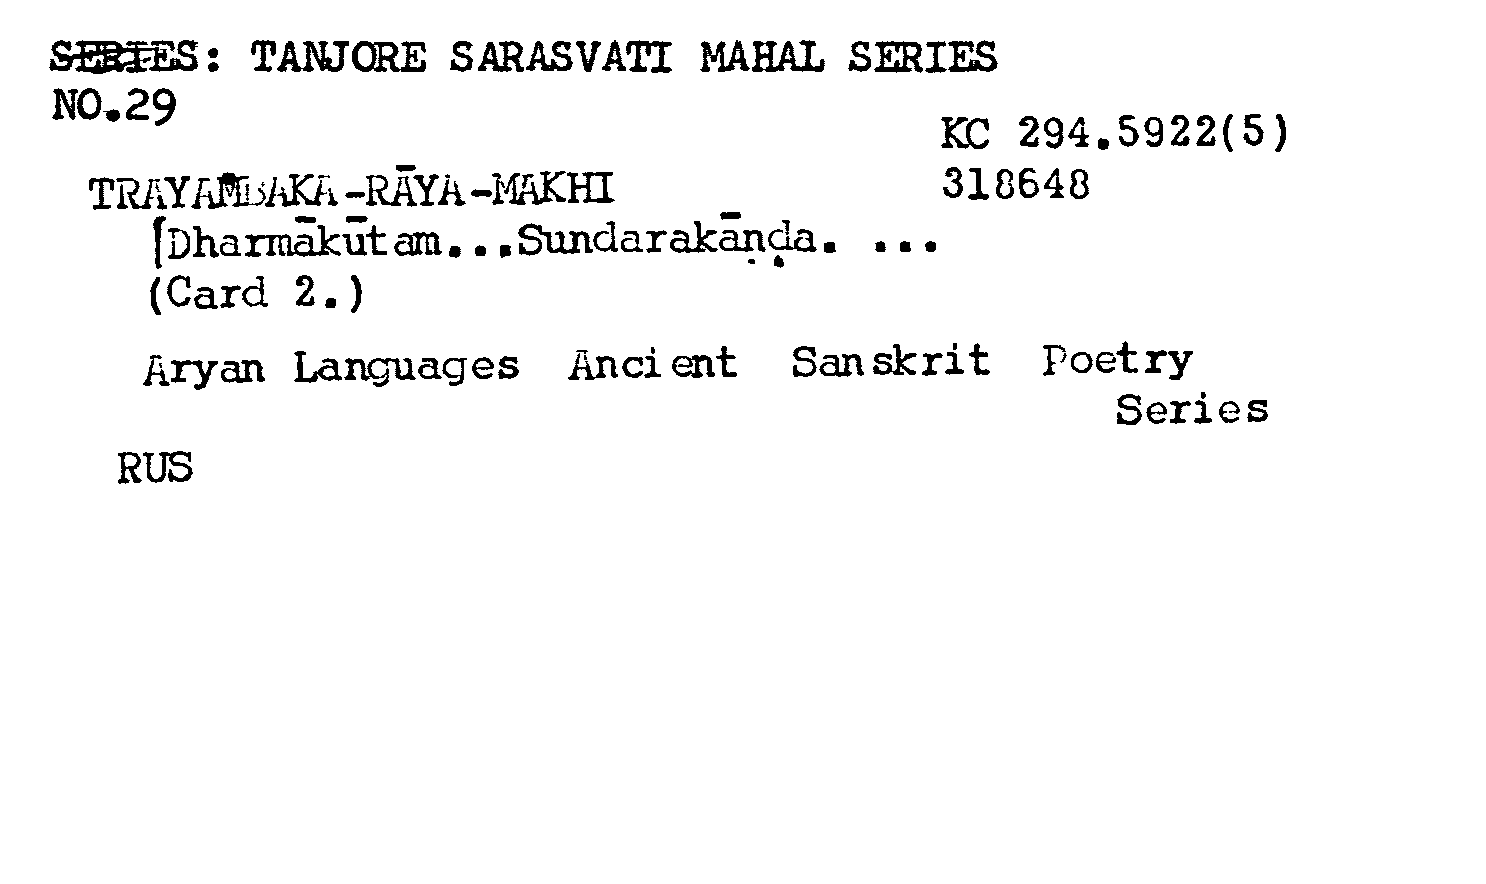 SERIES: TANJORE SARASVATI MAHAL SERIES
NO.29
KC 294.5922(5)
TRAYAMBAKA-RĀYA-MAKHI
318648
[Dharmākūtam...Sundarakāṇḍa. ...
(Card 2.)
Aryan Languages Ancient Sanskrit Poetry
Series
RUS